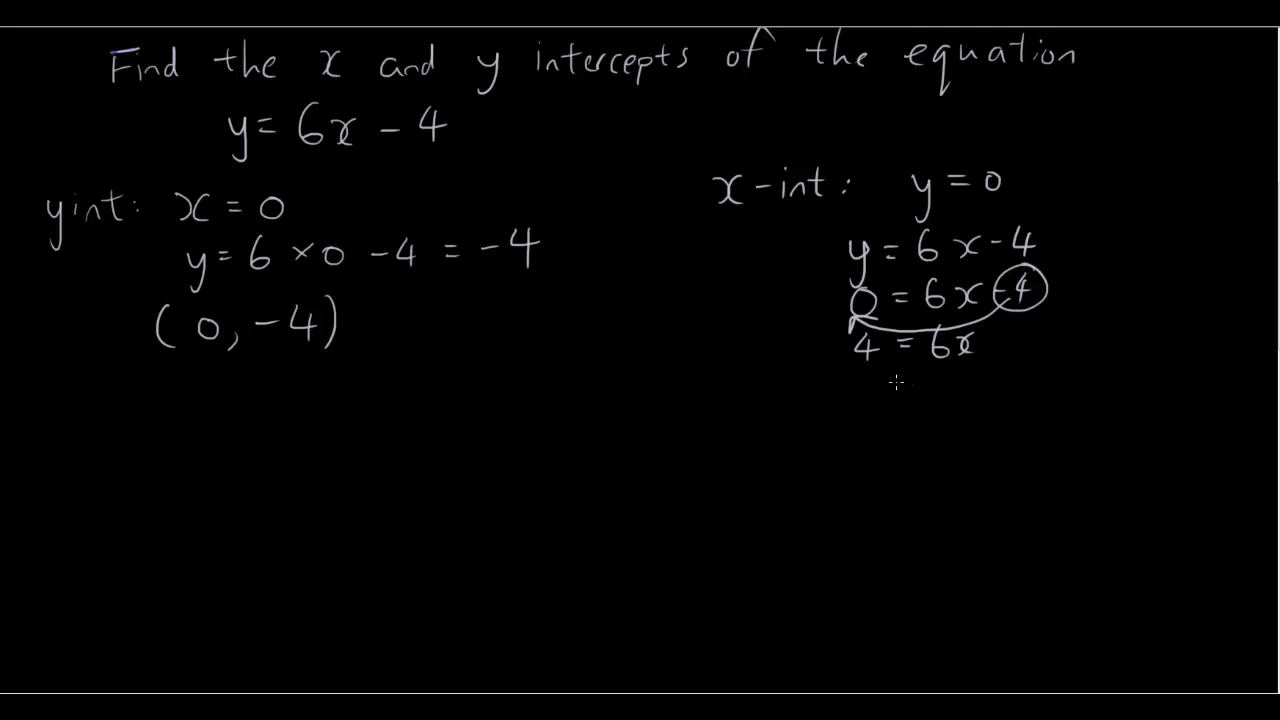 Find the x and y intercepts of the equation
y = 6x - 4
y int: x = 0
y = 6 × 0 - 4 = -4
(0, -4)
x-int: y = 0
y = 6x - 4
0 = 6x - 4
4 = 6x